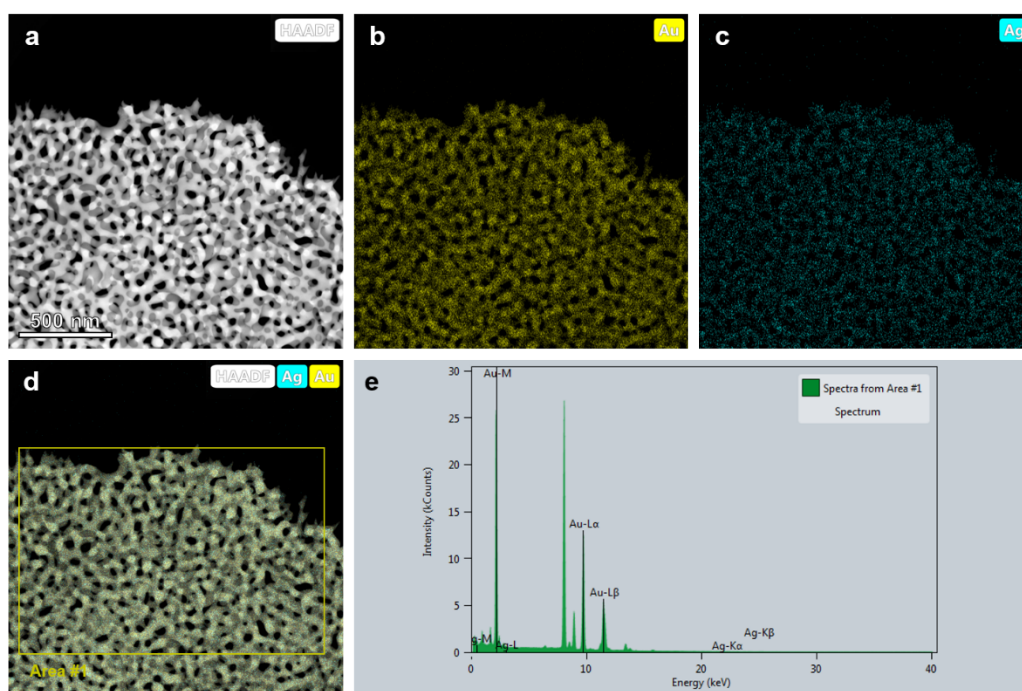 a
HAADF
500 nm
b
Au
c
Ag
d
HAADF Ag Au
Area #1
e
Spectra from Area #1
Spectrum
Au-M
Au-Lα
Au-Lβ
Ag-Kβ
Ag-Kα
g-M
Ag-L
30
25
20
15
10
5
0
Intensity (kCounts)
0 10 20 30 40
Energy (keV)